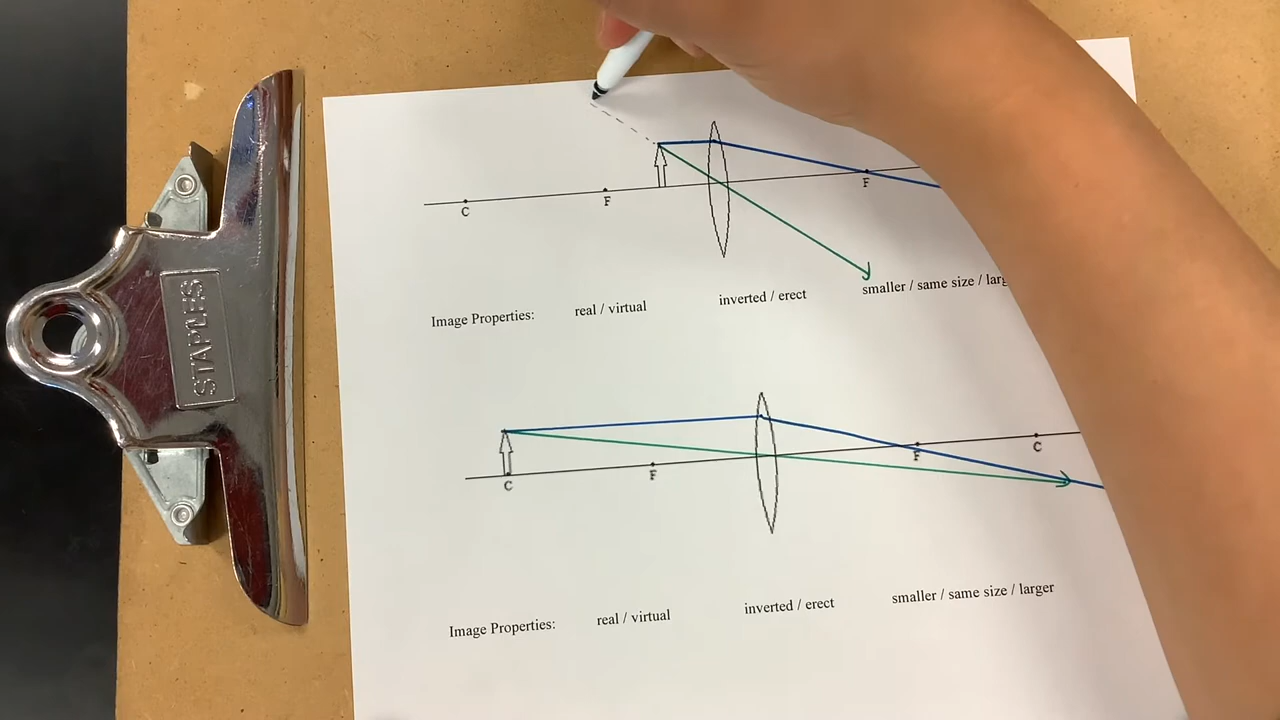 STAPLES
C F F
Image Properties: real / virtual inverted / erect smaller / same size /
C F F C
Image Properties: real / virtual inverted / erect smaller / same size / larger